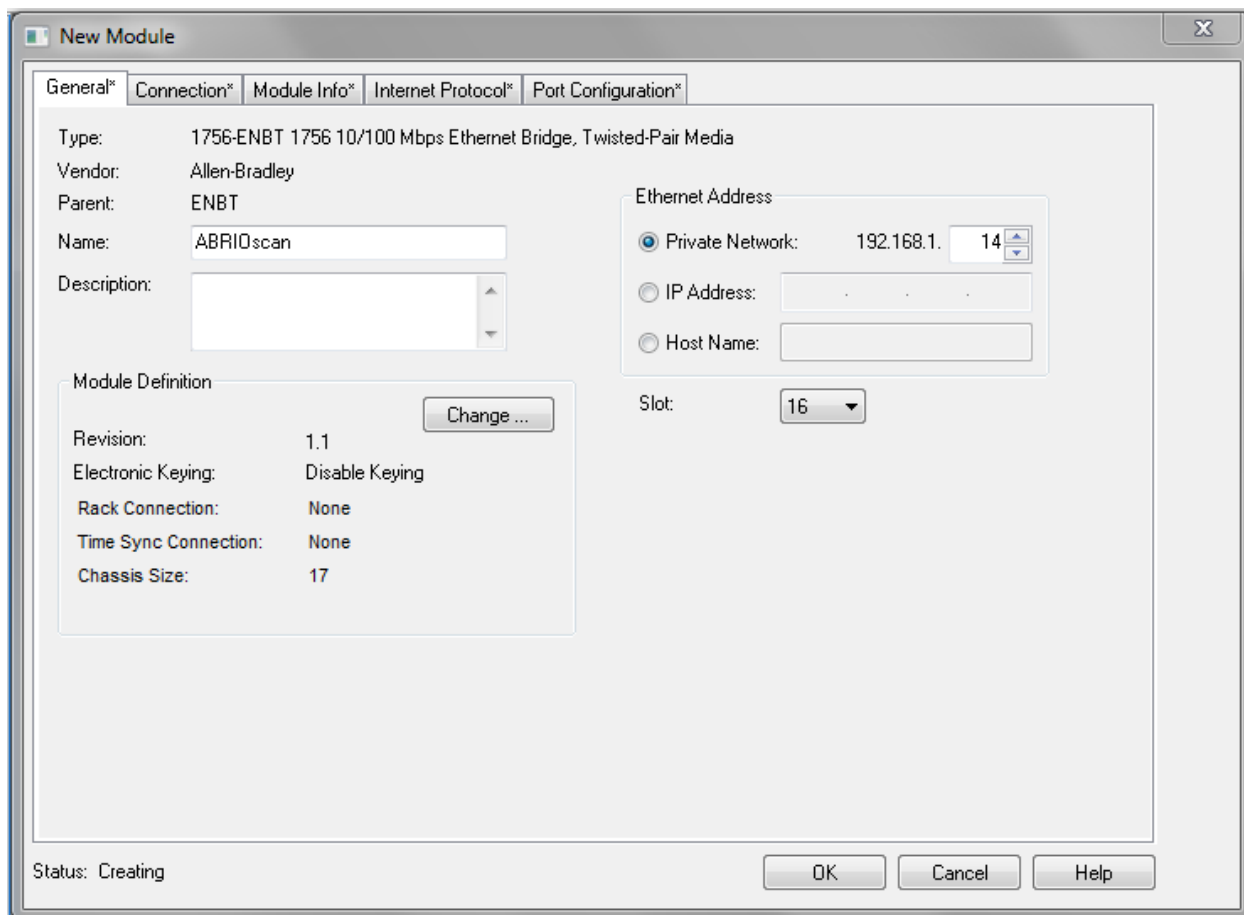 New Module
General* Connection* Module Info* Internet Protocol* Port Configuration*
Type: 1756-ENBT 1756 10/100 Mbps Ethernet Bridge, Twisted-Pair Media
Vendor: Allen-Bradley
Parent: ENBT
Name: ABRIOscan
Description:
Ethernet Address
Private Network: 192.168.1. 14
IP Address: . . .
Host Name:
Module Definition
Change ...
Revision: 1.1
Electronic Keying: Disable Keying
Rack Connection: None
Time Sync Connection: None
Chassis Size: 17
Slot: 16
Status: Creating
OK Cancel Help